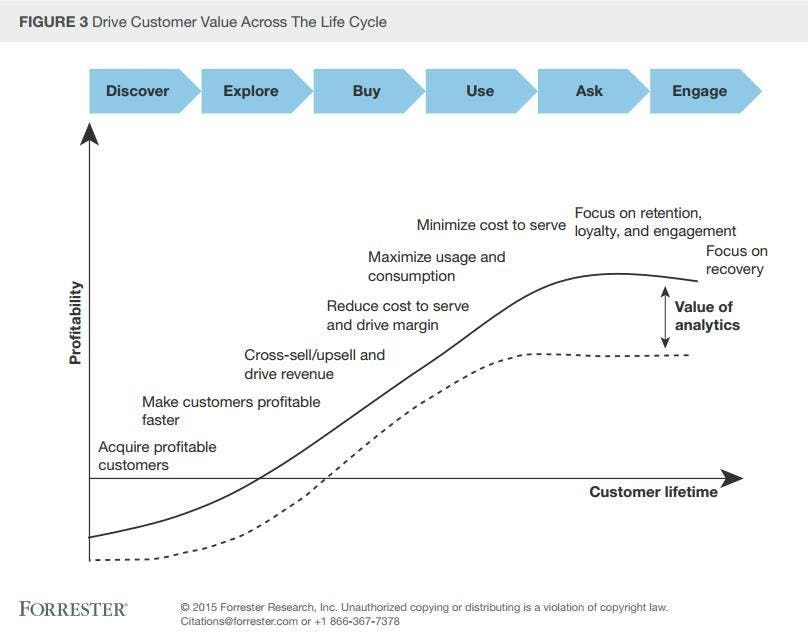 FIGURE 3 Drive Customer Value Across The Life Cycle
Discover
Explore
Buy
Use
Ask
Engage
Minimize cost to serve
Focus on retention,
loyalty, and engagement
Focus on
recovery
Maximize usage and
consumption
Reduce cost to serve
and drive margin
Value of
analytics
Profitability
Cross-sell/upsell and
drive revenue
Make customers profitable
faster
Acquire profitable
customers
Customer lifetime
FORRESTER®
© 2015 Forrester Research, Inc. Unauthorized copying or distributing is a violation of copyright law.
Citations@forrester.com or +1 866-367-7378